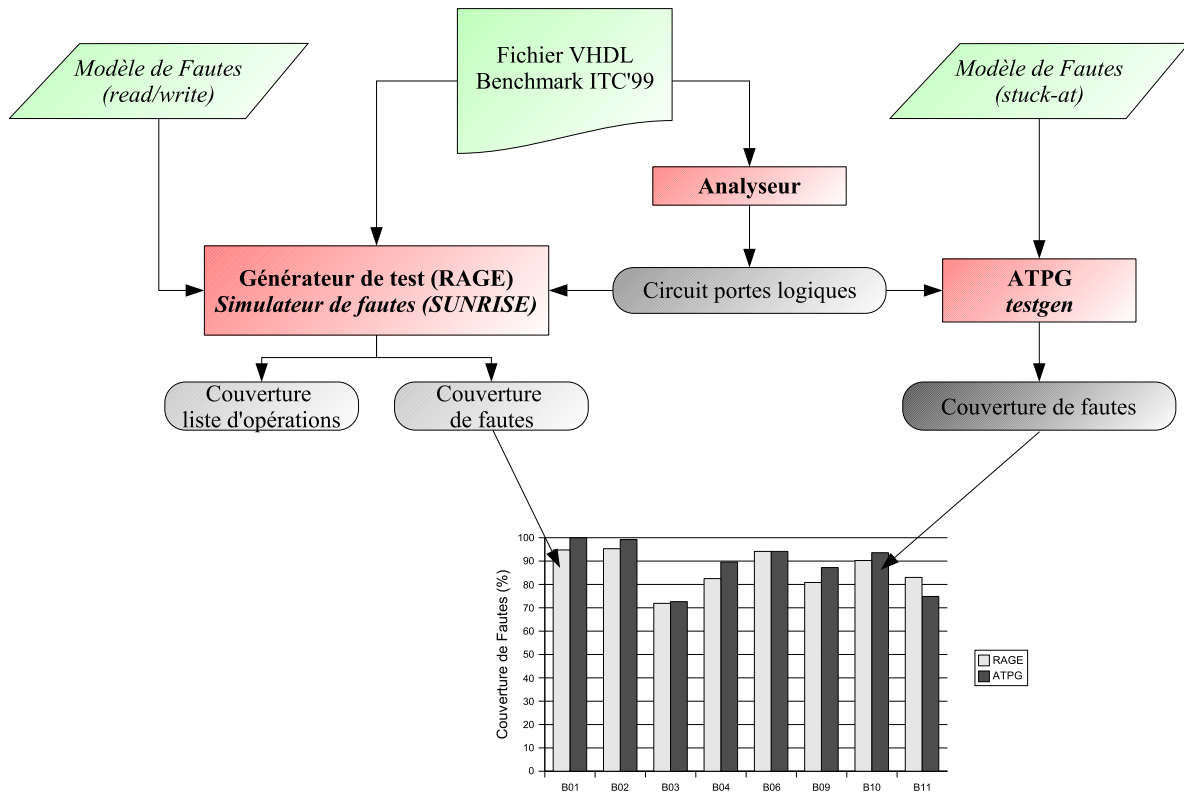 Modèle de Fautes
(read/write)
Fichier VHDL
Benchmark ITC'99
Modèle de Fautes
(stuck-at)
Analyseur
Générateur de test (RAGE)
Simulateur de fautes (SUNRISE)
Circuit portes logiques
ATPG
testgen
Couverture
liste d'opérations
Couverture
de fautes
Couverture de fautes
Couverture de Fautes (%)
100
90
80
70
60
50
40
30
20
10
0
B01 B02 B03 B04 B06 B09 B10 B11
RAGE
ATPG